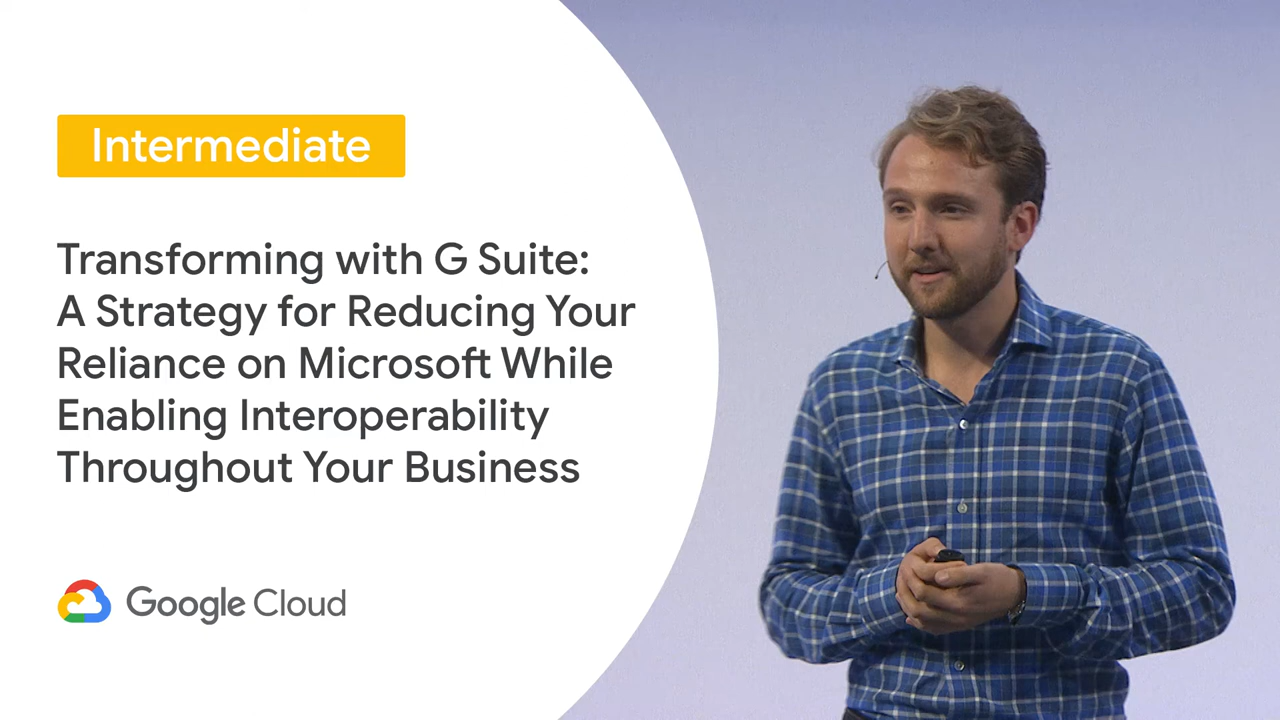 Intermediate
Transforming with G Suite:
A Strategy for Reducing Your
Reliance on Microsoft While
Enabling Interoperability
Throughout Your Business
Google Cloud